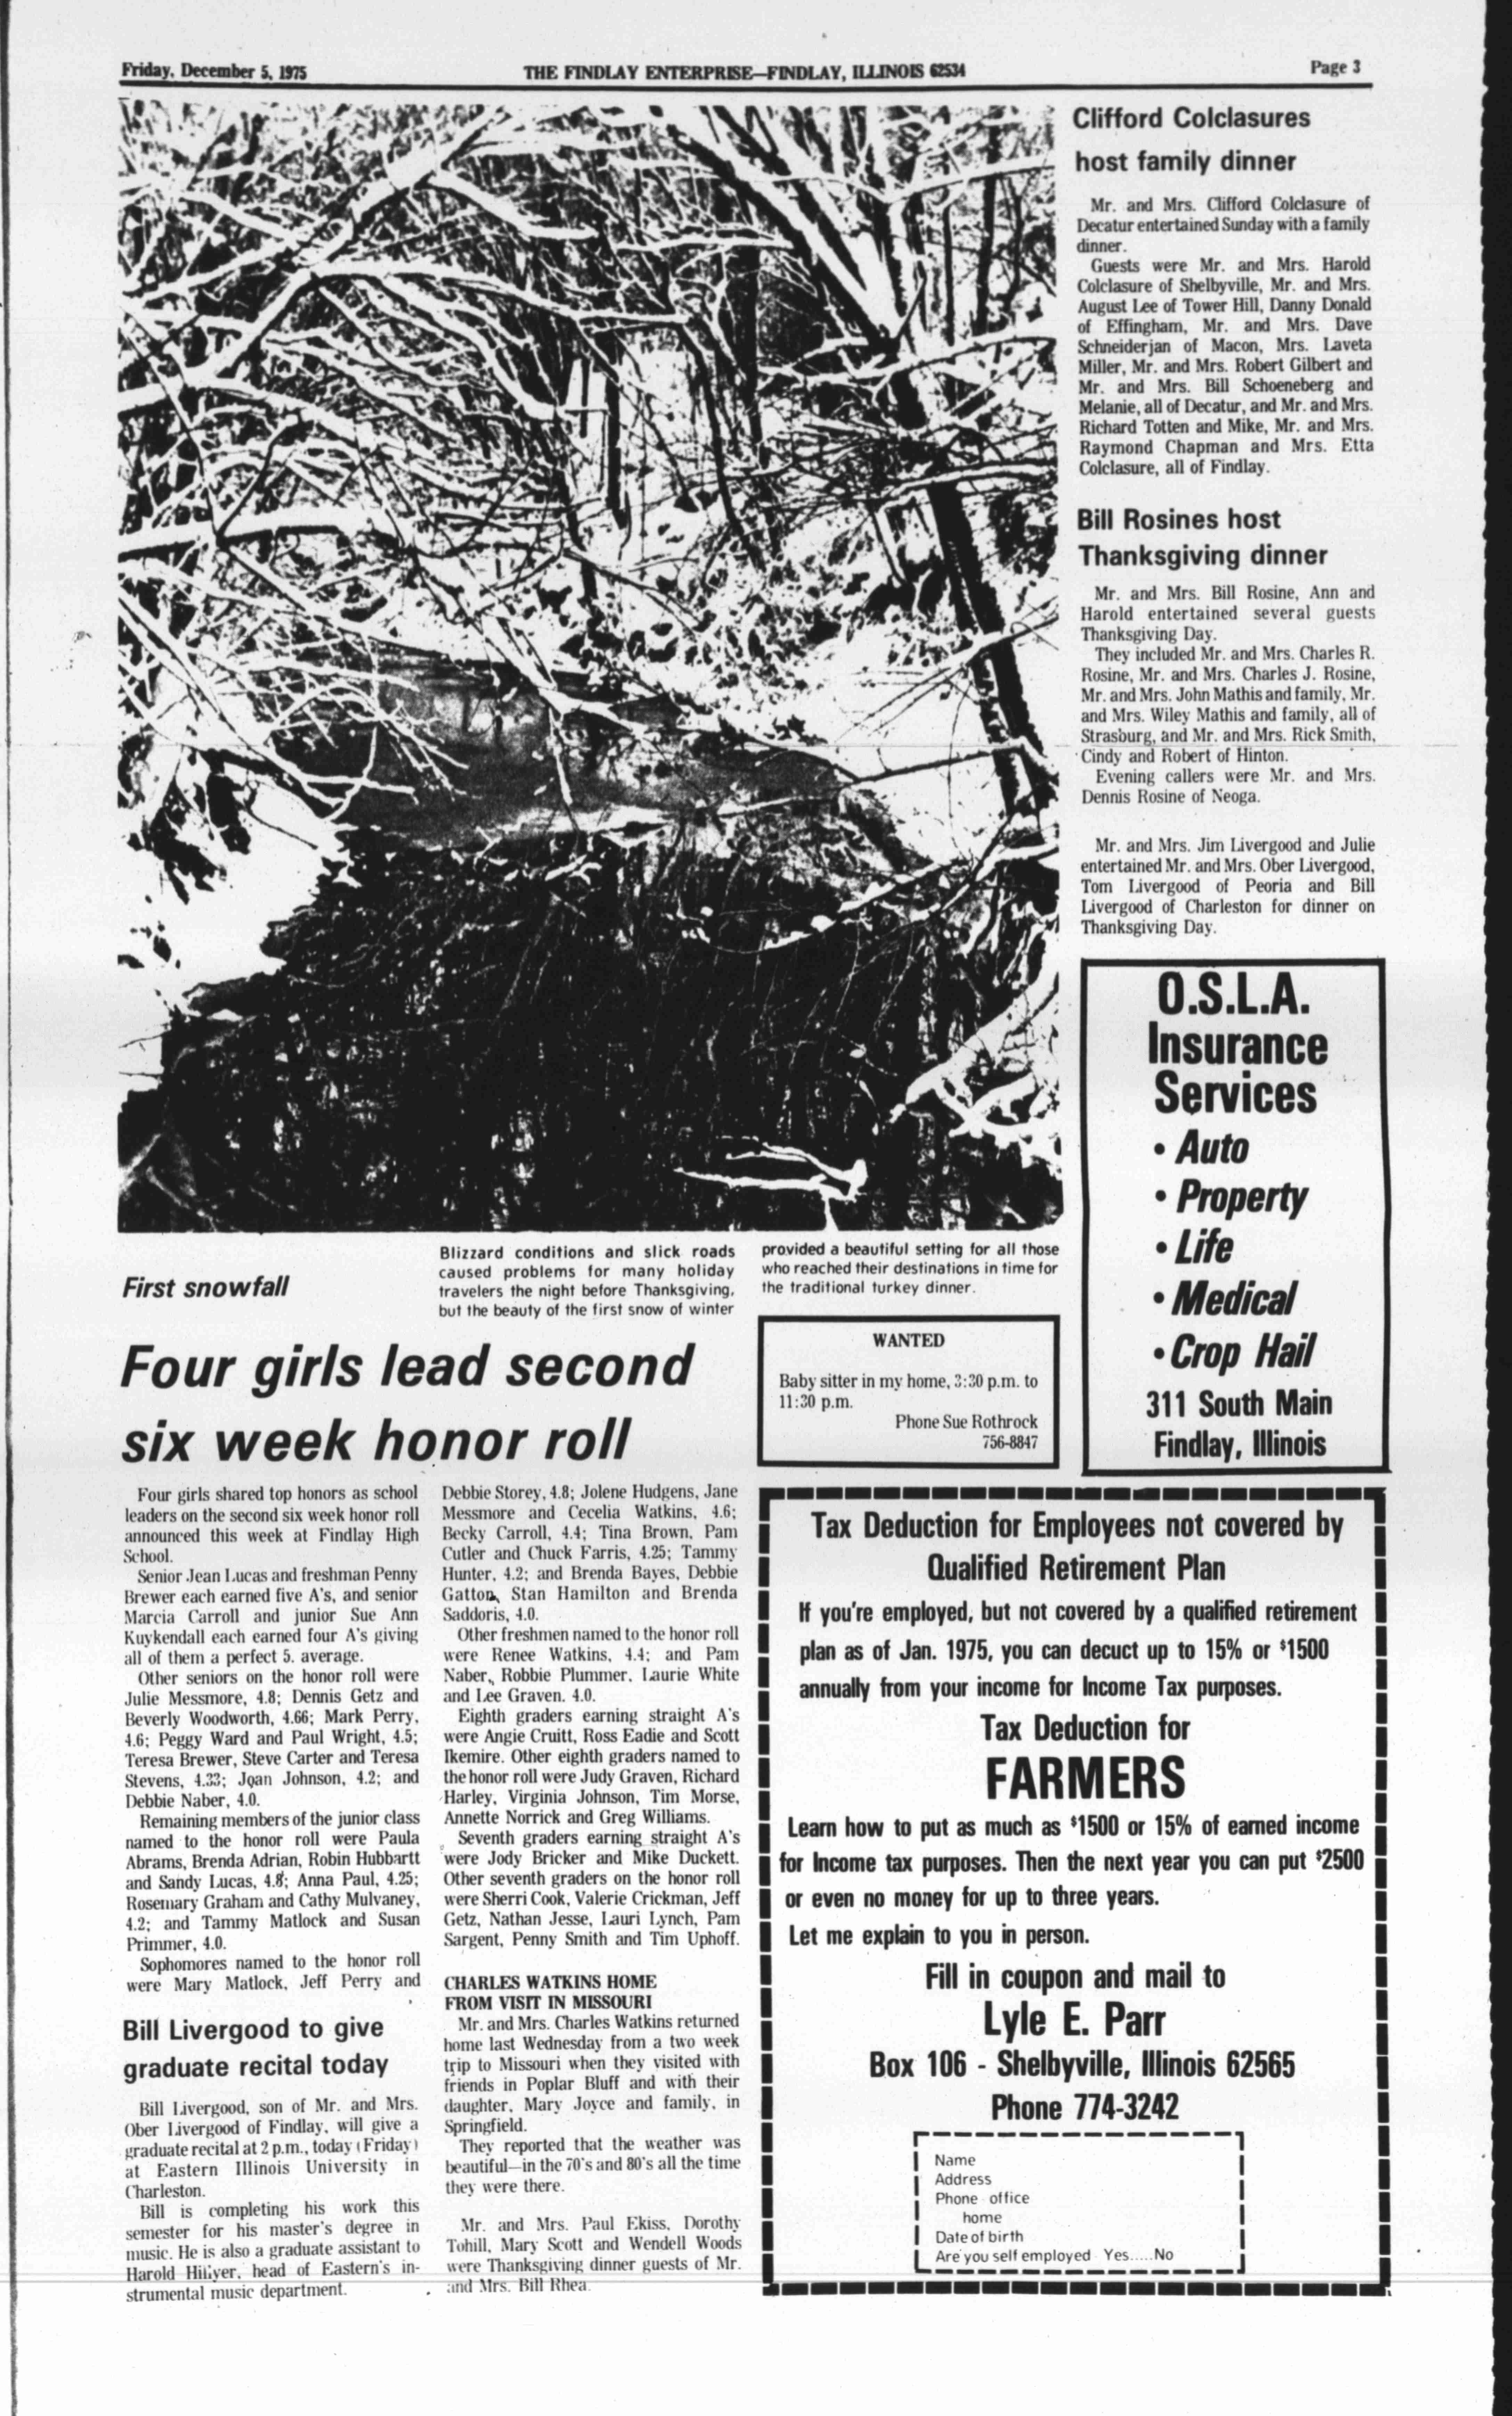 Friday, December 5, 1975
THE FINDLAY ENTERPRISE—FINDLAY, ILLINOIS 62534
Page 3
First snowfall
Blizzard conditions and slick roads
caused problems for many holiday
travelers the night before Thanksgiving,
but the beauty of the first snow of winter
provided a beautiful setting for all those
who reached their destinations in time for
the traditional turkey dinner.
Four girls lead second
six week honor roll
Four girls shared top honors as school
leaders on the second six week honor roll
announced this week at Findlay High
School.
Senior Jean Lucas and freshman Penny
Brewer each earned five A's, and senior
Marcia Carroll and junior Sue Ann
Kuykendall each earned four A's giving
all of them a perfect 5. average.
Other seniors on the honor roll were
Julie Messmore, 4.8; Dennis Getz and
Beverly Woodworth, 4.66; Mark Perry,
4.6; Peggy Ward and Paul Wright, 4.5;
Teresa Brewer, Steve Carter and Teresa
Stevens, 4.33; Joan Johnson, 4.2; and
Debbie Naber, 4.0.
Remaining members of the junior class
named to the honor roll were Paula
Abrams, Brenda Adrian, Robin Hubbartt
and Sandy Lucas, 4.8; Anna Paul, 4.25;
Rosemary Graham and Cathy Mulvaney,
4.2; and Tammy Matlock and Susan
Primmer, 4.0.
Sophomores named to the honor roll
were Mary Matlock, Jeff Perry and
Debbie Storey, 4.8; Jolene Hudgens, Jane
Messmore and Cecelia Watkins, 4.6;
Becky Carroll, 4.4; Tina Brown, Pam
Cutler and Chuck Farris, 4.25; Tammy
Hunter, 4.2; and Brenda Bayes, Debbie
Gatton, Stan Hamilton and Brenda
Saddoris, 4.0.
Other freshmen named to the honor roll
were Renee Watkins, 4.4; and Pam
Naber, Robbie Plummer, Laurie White
and Lee Graven, 4.0.
Eighth graders earning straight A's
were Angie Cruitt, Ross Eadie and Scott
Ikemire. Other eighth graders named to
the honor roll were Judy Graven, Richard
Harley, Virginia Johnson, Tim Morse,
Annette Norrick and Greg Williams.
Seventh graders earning straight A's
were Jody Bricker and Mike Duckett.
Other seventh graders on the honor roll
were Sherri Cook, Valerie Crickman, Jeff
Getz, Nathan Jesse, Lauri Lynch, Pam
Sargent, Penny Smith and Tim Uphoff.
Bill Livergood to give
graduate recital today
Bill Livergood, son of Mr. and Mrs.
Ober Livergood of Findlay, will give a
graduate recital at 2 p.m., today (Friday)
at Eastern Illinois University in
Charleston.
Bill is completing his work this
semester for his master's degree in
music. He is also a graduate assistant to
Harold Hillyer, head of Eastern's in-
strumental music department.
CHARLES WATKINS HOME
FROM VISIT IN MISSOURI
Mr. and Mrs. Charles Watkins returned
home last Wednesday from a two week
trip to Missouri when they visited with
friends in Poplar Bluff and with their
daughter, Mary Joyce and family, in
Springfield.
They reported that the weather was
beautiful—in the 70's and 80's all the time
they were there.
Mr. and Mrs. Paul Ekiss, Dorothy
Tohill, Mary Scott and Wendell Woods
were Thanksgiving dinner guests of Mr.
and Mrs. Bill Rhea.
WANTED
Baby sitter in my home, 3:30 p.m. to
11:30 p.m.
Phone Sue Rothrock
756-8847
Clifford Colclasures
host family dinner
Mr. and Mrs. Clifford Colclasure of
Decatur entertained Sunday with a family
dinner.
Guests were Mr. and Mrs. Harold
Colclasure of Shelbyville, Mr. and Mrs.
August Lee of Tower Hill, Danny Donald
of Effingham, Mr. and Mrs. Dave
Schneiderjan of Macon, Mrs. Laveta
Miller, Mr. and Mrs. Robert Gilbert and
Mr. and Mrs. Bill Schoeneberg and
Melanie, all of Decatur, and Mr. and Mrs.
Richard Totten and Mike, Mr. and Mrs.
Raymond Chapman and Mrs. Etta
Colclasure, all of Findlay.
Bill Rosines host
Thanksgiving dinner
Mr. and Mrs. Bill Rosine, Ann and
Harold entertained several guests
Thanksgiving Day.
They included Mr. and Mrs. Charles R.
Rosine, Mr. and Mrs. Charles J. Rosine,
Mr. and Mrs. John Mathis and family, Mr.
and Mrs. Wiley Mathis and family, all of
Strasburg, and Mr. and Mrs. Rick Smith,
Cindy and Robert of Hinton.
Evening callers were Mr. and Mrs.
Dennis Rosine of Neoga.
Mr. and Mrs. Jim Livergood and Julie
entertained Mr. and Mrs. Ober Livergood,
Tom Livergood of Peoria and Bill
Livergood of Charleston for dinner on
Thanksgiving Day.
O.S.L.A.
Insurance
Services
• Auto
• Property
• Life
• Medical
• Crop Hail
311 South Main
Findlay, Illinois
Tax Deduction for Employees not covered by
Qualified Retirement Plan
If you're employed, but not covered by a qualified retirement
plan as of Jan. 1975, you can decuct up to 15% or $1500
annually from your income for Income Tax purposes.
Tax Deduction for
FARMERS
Learn how to put as much as $1500 or 15% of earned income
for Income tax purposes. Then the next year you can put $2500
or even no money for up to three years.
Let me explain to you in person.
Fill in coupon and mail to
Lyle E. Parr
Box 106 - Shelbyville, Illinois 62565
Phone 774-3242
Name
Address
Phone office
home
Date of birth
Are you self employed Yes.....No